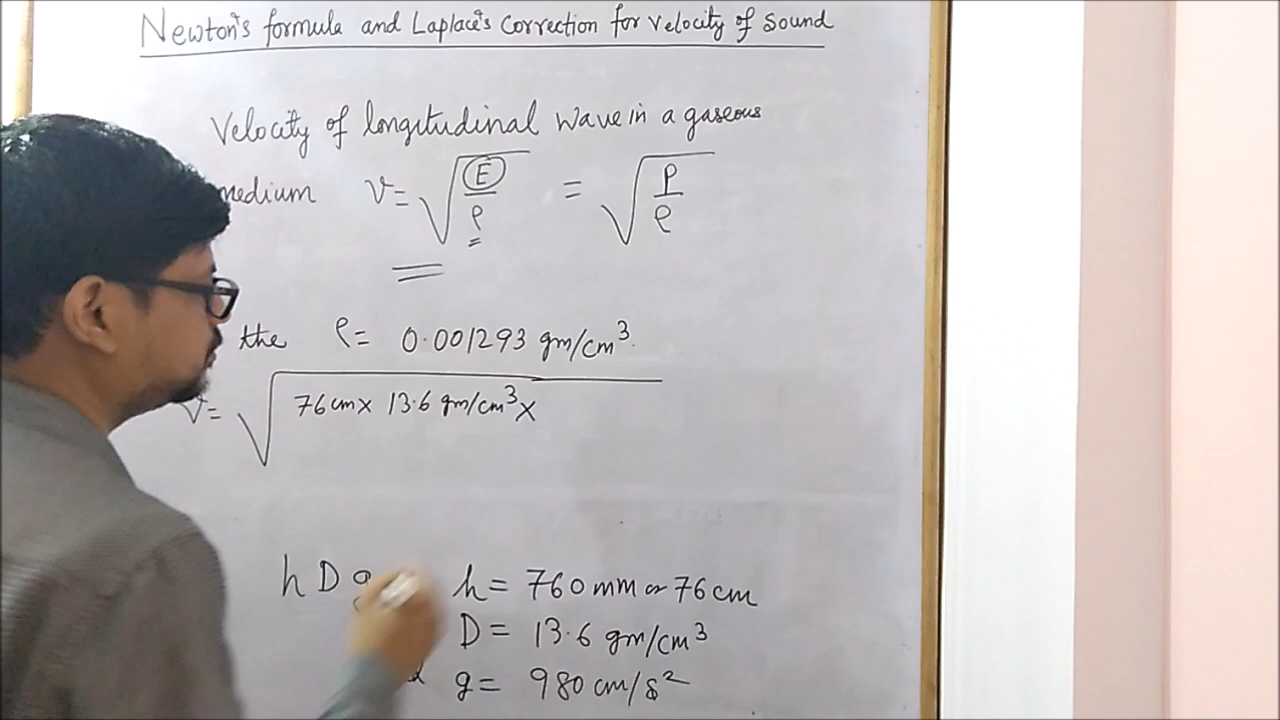 Newton's formula and Laplace's Correction for velocity of Sound
Velocity of longitudinal wave in a gaseous
medium v = √(E/ρ) = √(P/ρ)
the ρ = 0.001293 gm/cm³.
V = √(76 cm x 13.6 gm/cm³ x
h D g h = 760 mm or 76 cm
D = 13.6 gm/cm³
g = 980 cm/s²